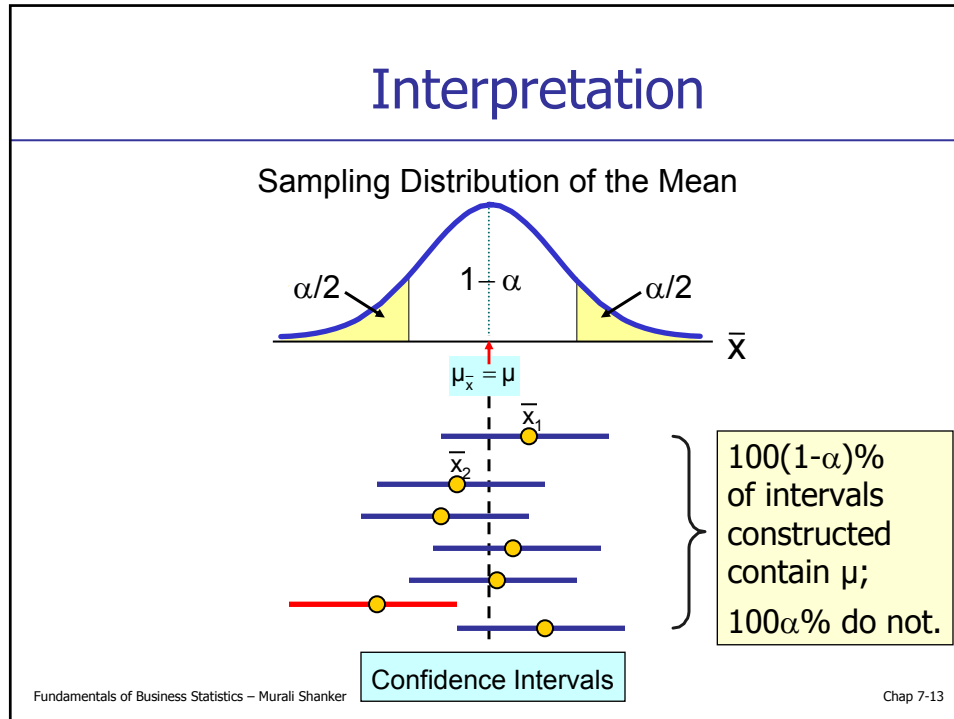 Interpretation
Sampling Distribution of the Mean
α/2
1− α
α/2
x̅
μx̅ = μ
x̅1
x̅2
100(1-α)%
of intervals
constructed
contain μ;
100α% do not.
Confidence Intervals
Fundamentals of Business Statistics – Murali Shanker
Chap 7-13